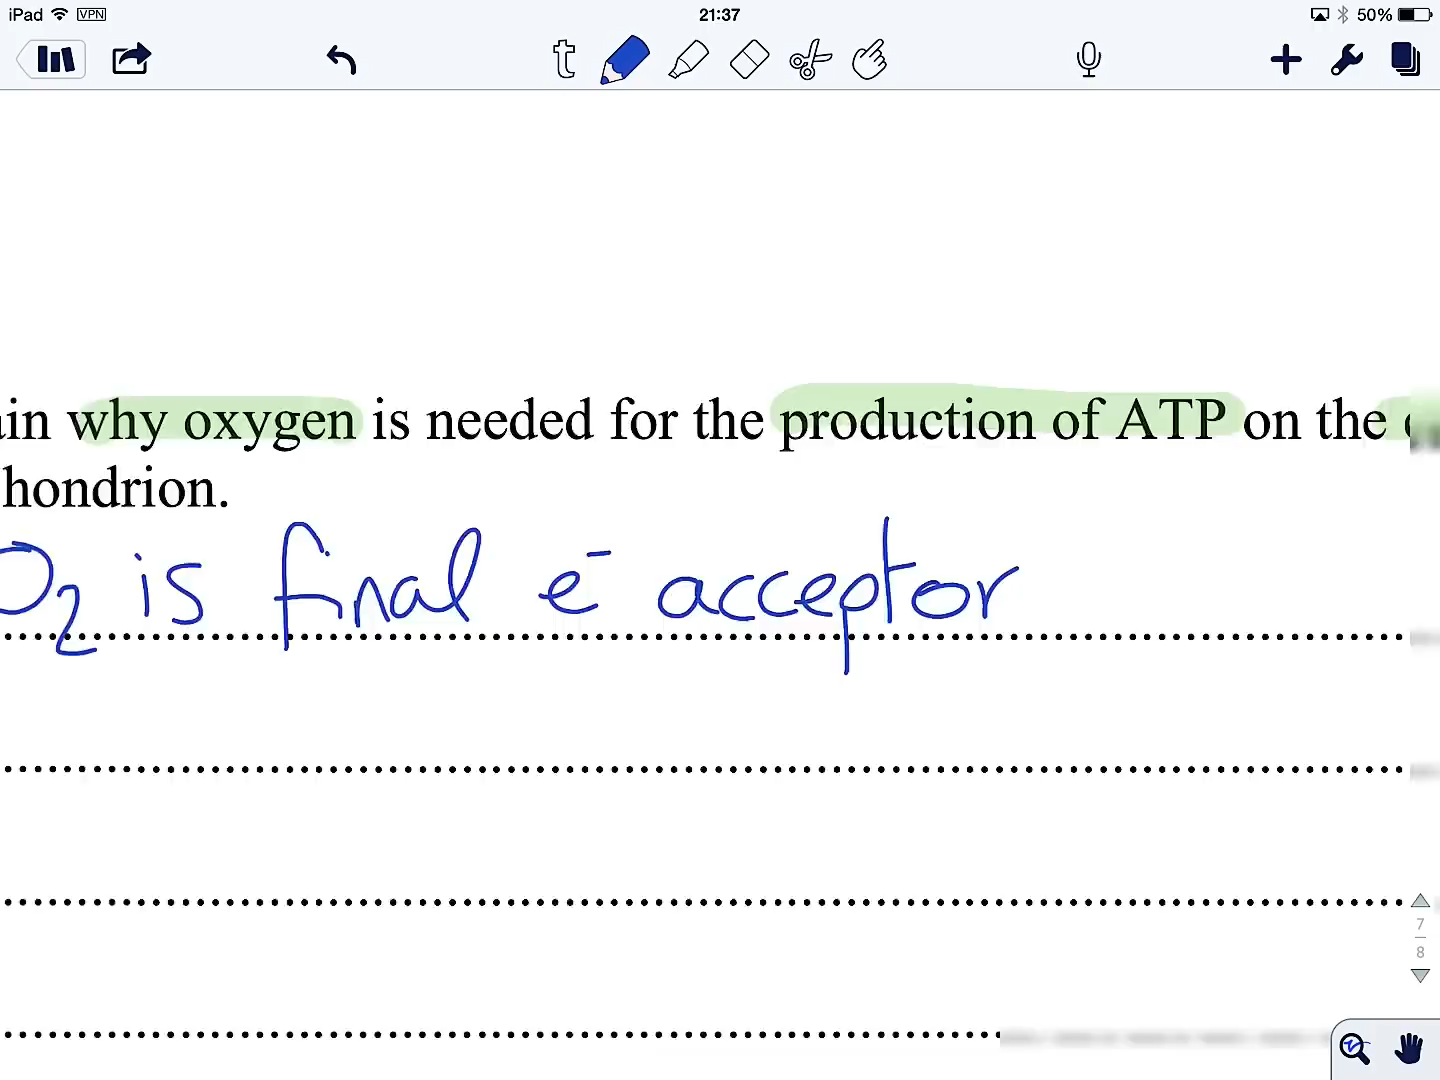 iPad VPN 21:37 50%
t
ain why oxygen is needed for the production of ATP on the
hondrion.
O2 is final e⁻ acceptor
7
8